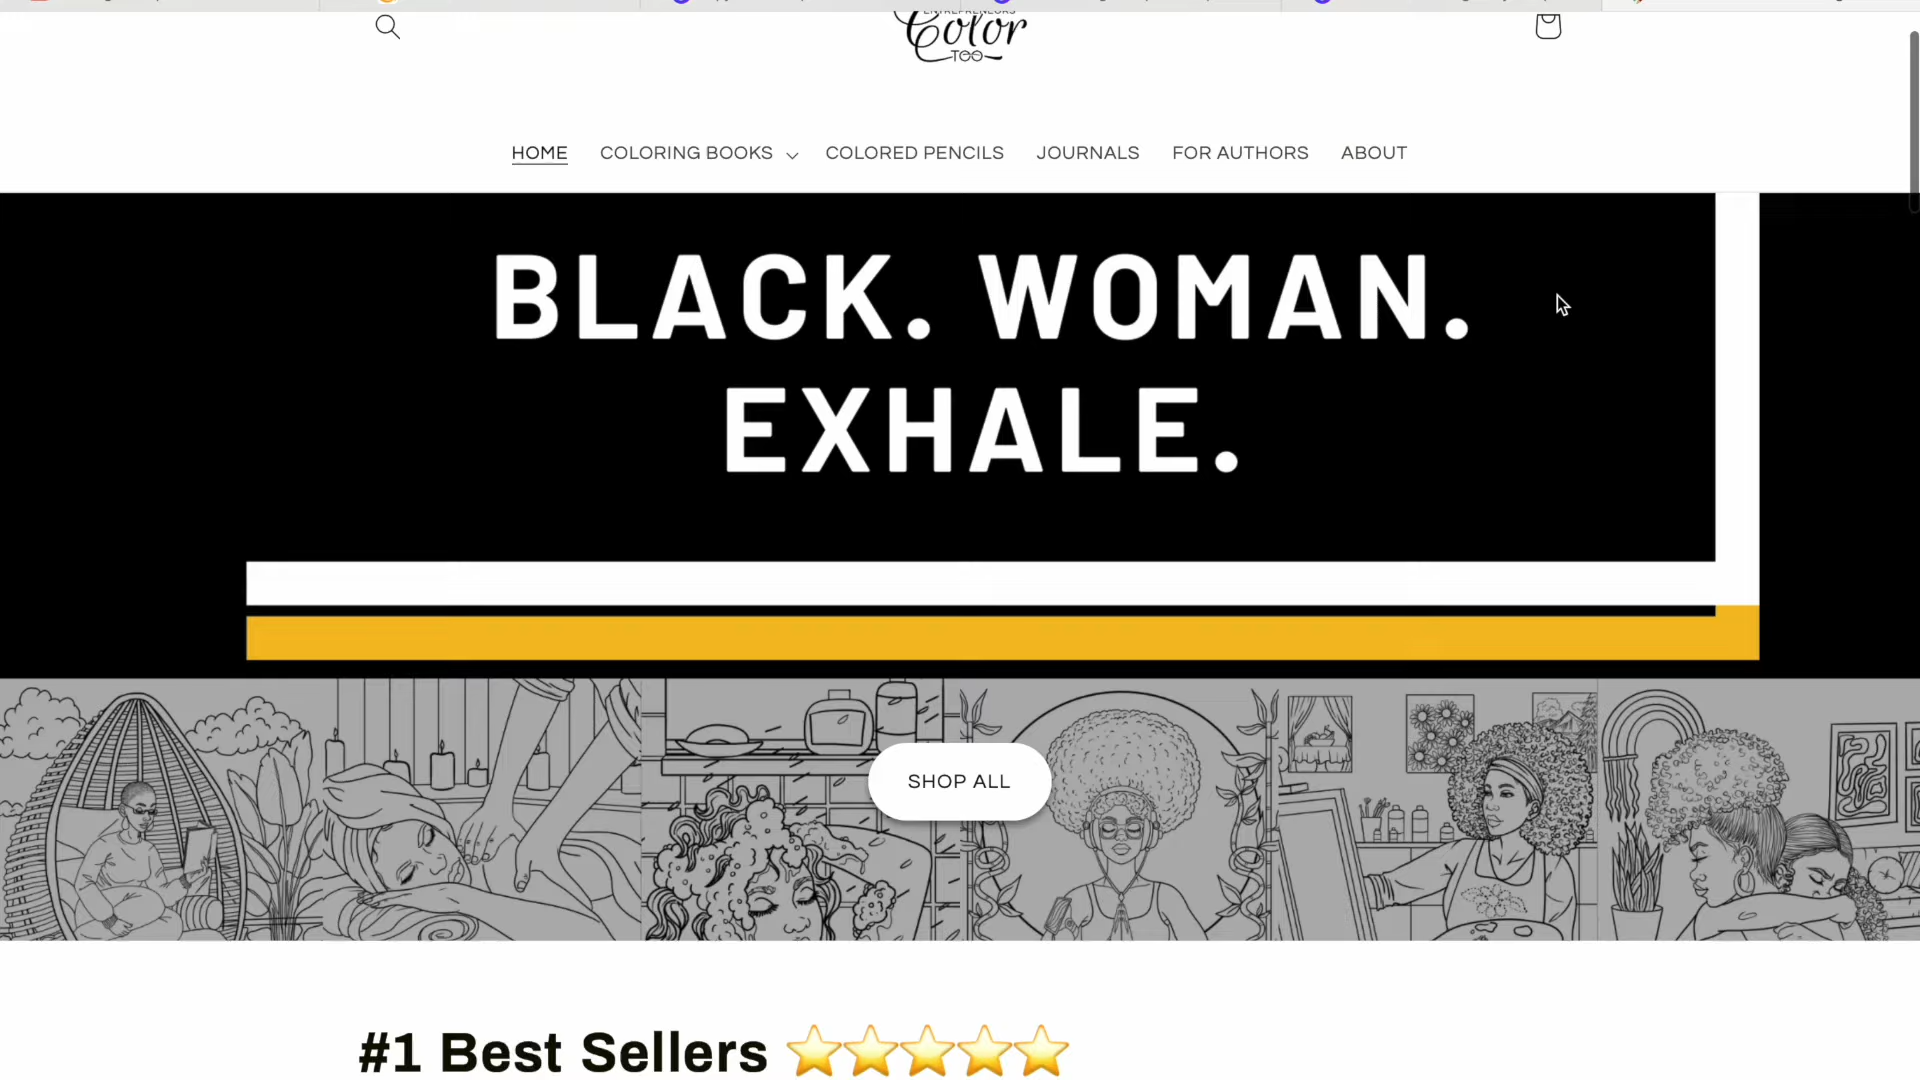 ENTREPRENEURS
Color
TOO
HOME COLORING BOOKS COLORED PENCILS JOURNALS FOR AUTHORS ABOUT
BLACK. WOMAN.
EXHALE.
SHOP ALL
#1 Best Sellers ⭐⭐⭐⭐⭐